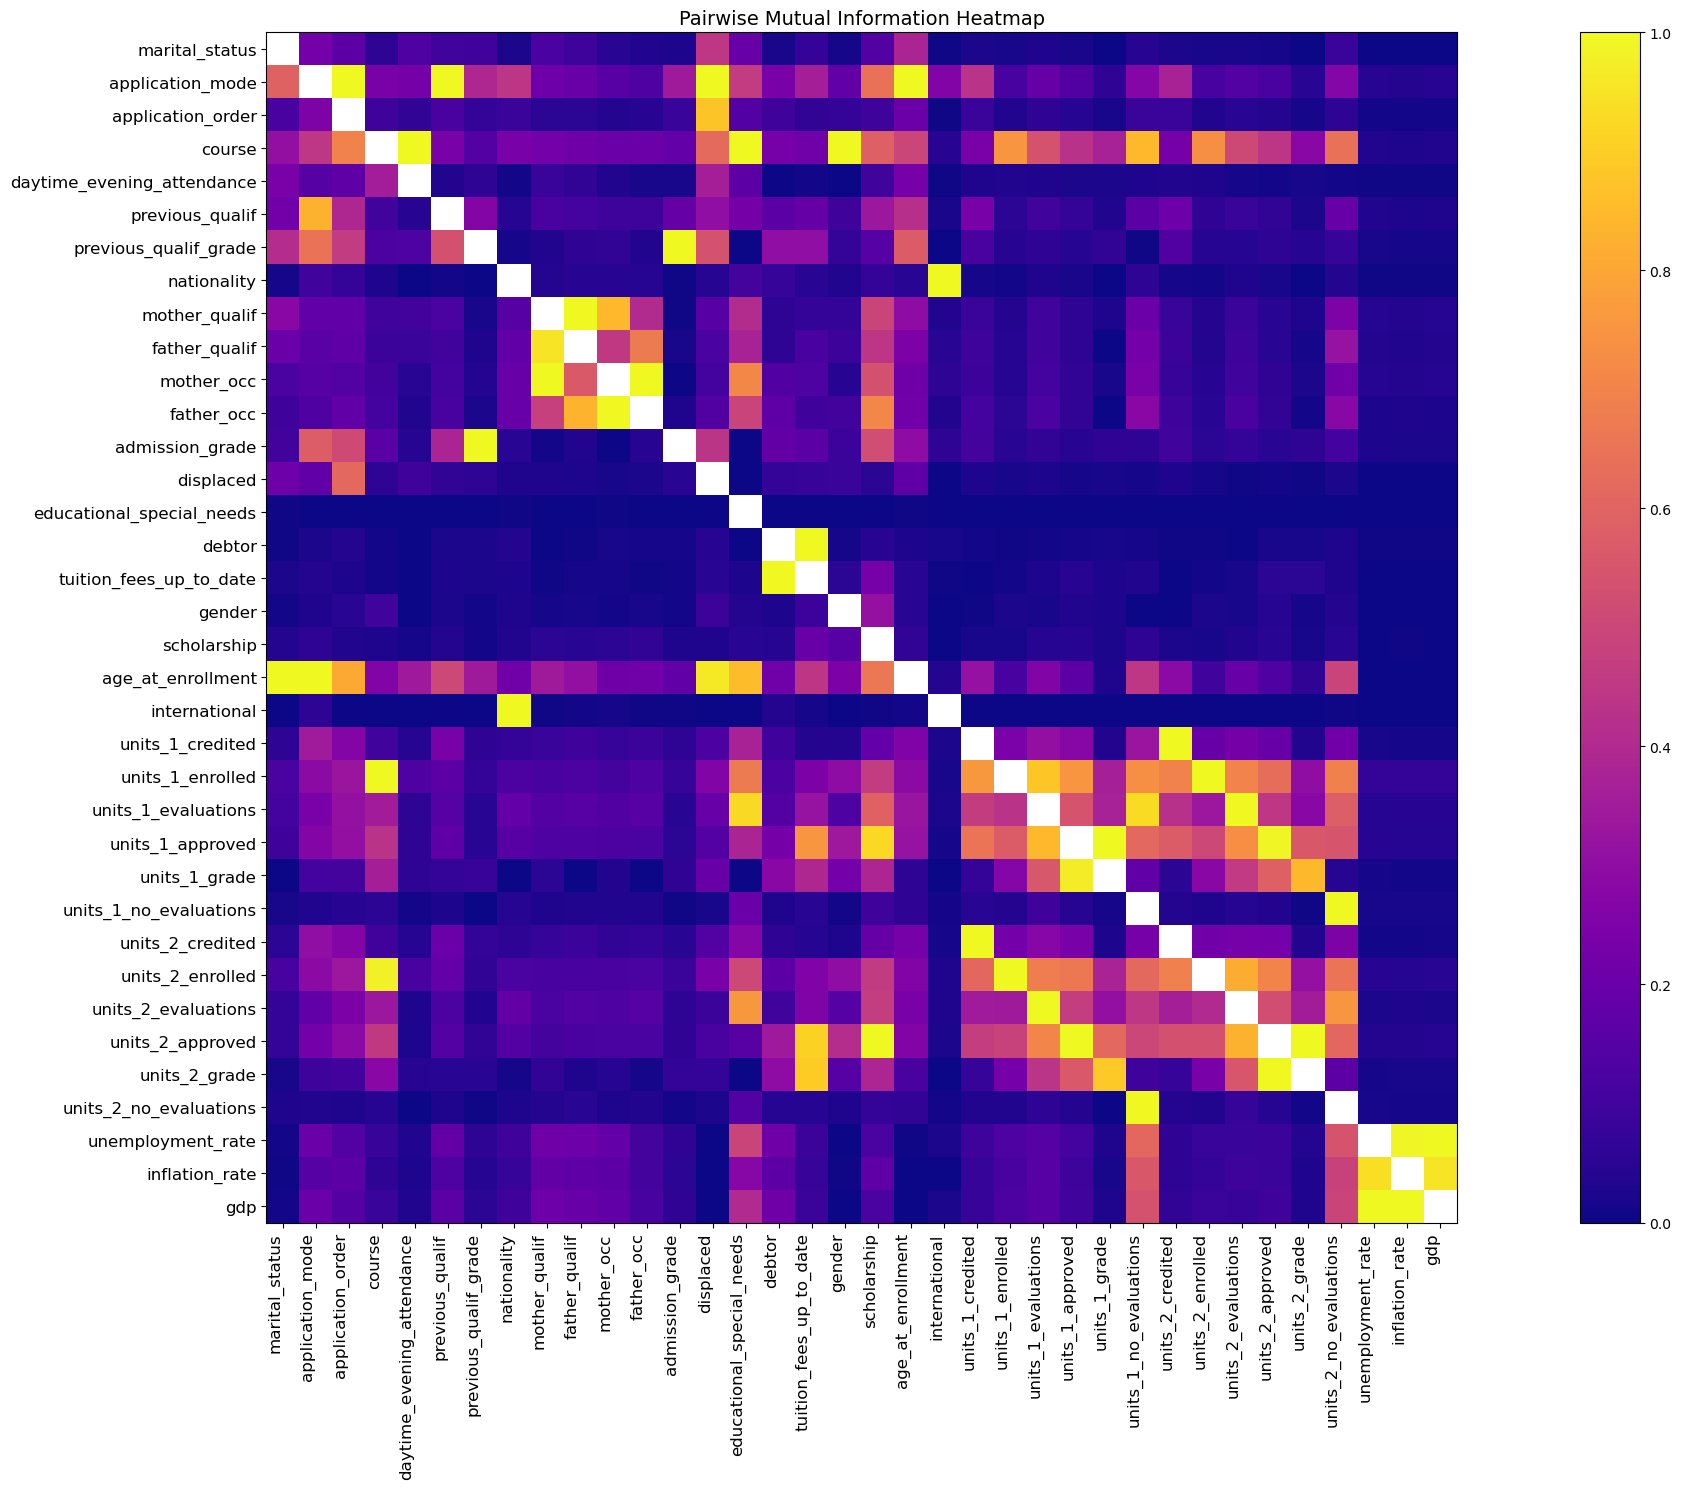 Pairwise Mutual Information Heatmap
marital_status
application_mode
application_order
course
daytime_evening_attendance
previous_qualif
previous_qualif_grade
nationality
mother_qualif
father_qualif
mother_occ
father_occ
admission_grade
displaced
educational_special_needs
debtor
tuition_fees_up_to_date
gender
scholarship
age_at_enrollment
international
units_1_credited
units_1_enrolled
units_1_evaluations
units_1_approved
units_1_grade
units_1_no_evaluations
units_2_credited
units_2_enrolled
units_2_evaluations
units_2_approved
units_2_grade
units_2_no_evaluations
unemployment_rate
inflation_rate
gdp
marital_status
application_mode
application_order
course
daytime_evening_attendance
previous_qualif
previous_qualif_grade
nationality
mother_qualif
father_qualif
mother_occ
father_occ
admission_grade
displaced
educational_special_needs
debtor
tuition_fees_up_to_date
gender
scholarship
age_at_enrollment
international
units_1_credited
units_1_enrolled
units_1_evaluations
units_1_approved
units_1_grade
units_1_no_evaluations
units_2_credited
units_2_enrolled
units_2_evaluations
units_2_approved
units_2_grade
units_2_no_evaluations
unemployment_rate
inflation_rate
gdp
1.0
0.8
0.6
0.4
0.2
0.0